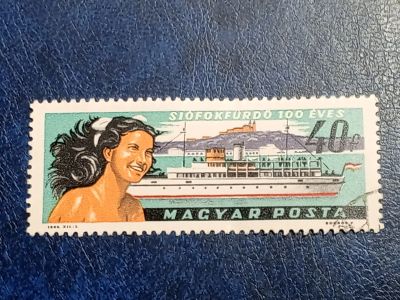 SIÓFOKFÜRDŐ 100 ÉVES
40f
MAGYAR POSTA